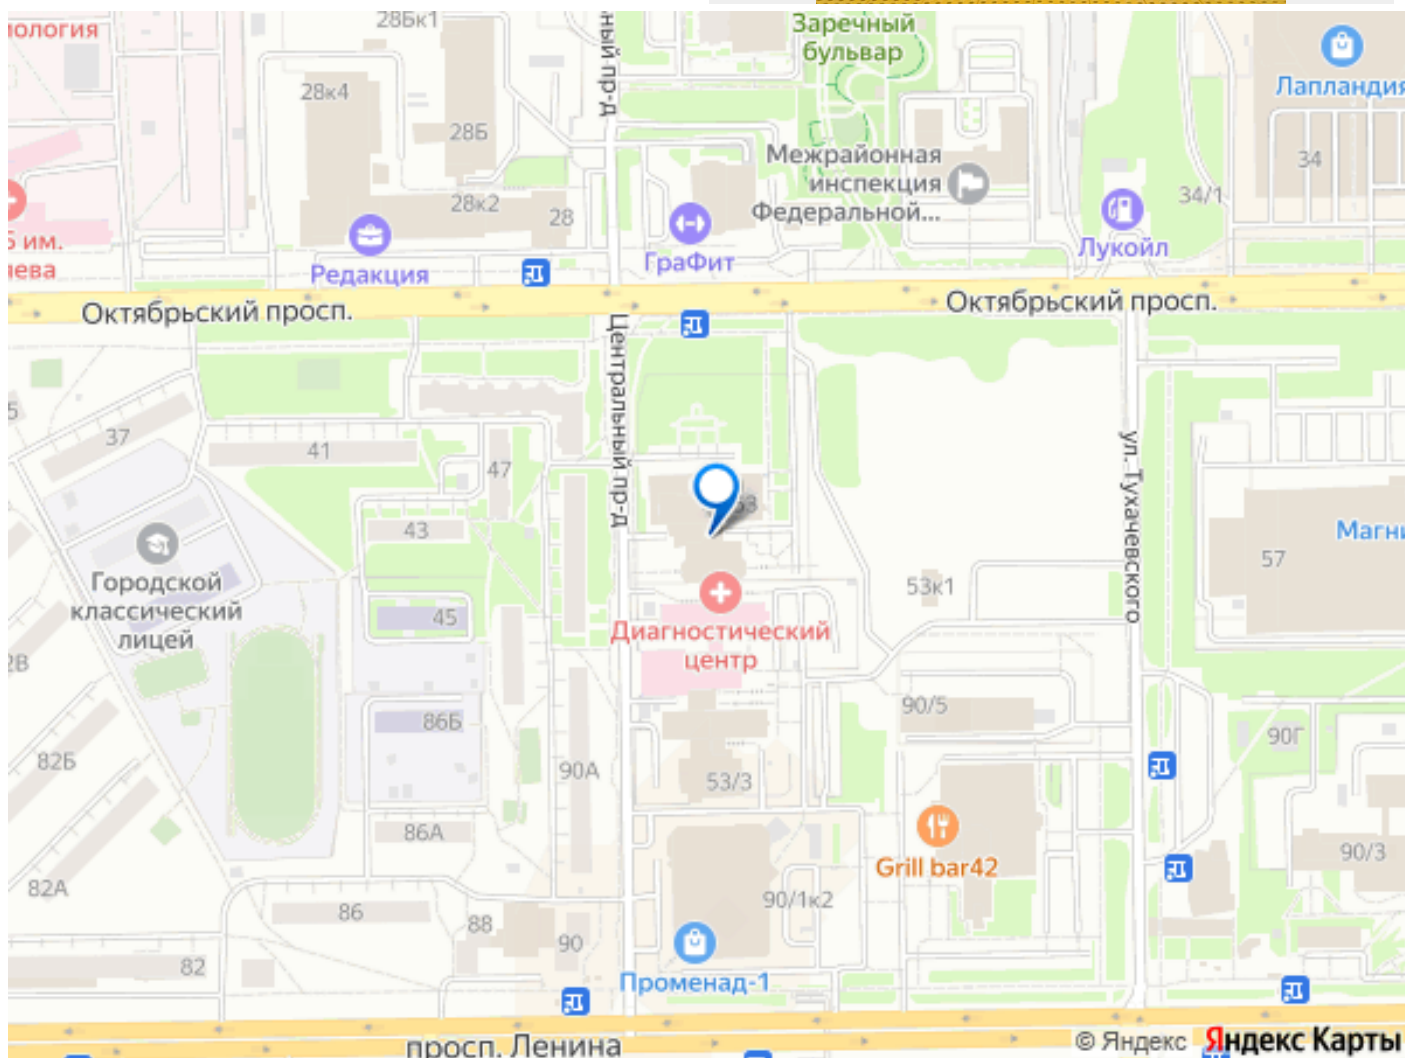 иология
28Бк1
ный пр-д
Заречный
бульвар
Лапландия
28к4
28Б
Межрайонная
инспекция
Федеральной...
34
34/1
28к2
28
5 им.
лева
Редакция
ГраФит
Лукойл
Октябрьский просп.
Октябрьский просп.
Центральный пр-д
37
41
47
ул. Тухачевского
43
Городской
классический
лицей
45
53к1
57
Магни
Диагностический
центр
2В
86Б
90/5
90Г
82Б
90А
53/3
86А
Grill bar42
90/3
82А
86
88
90
90/1к2
82
Променад-1
просп. Ленина
© Яндекс Яндекс Карты